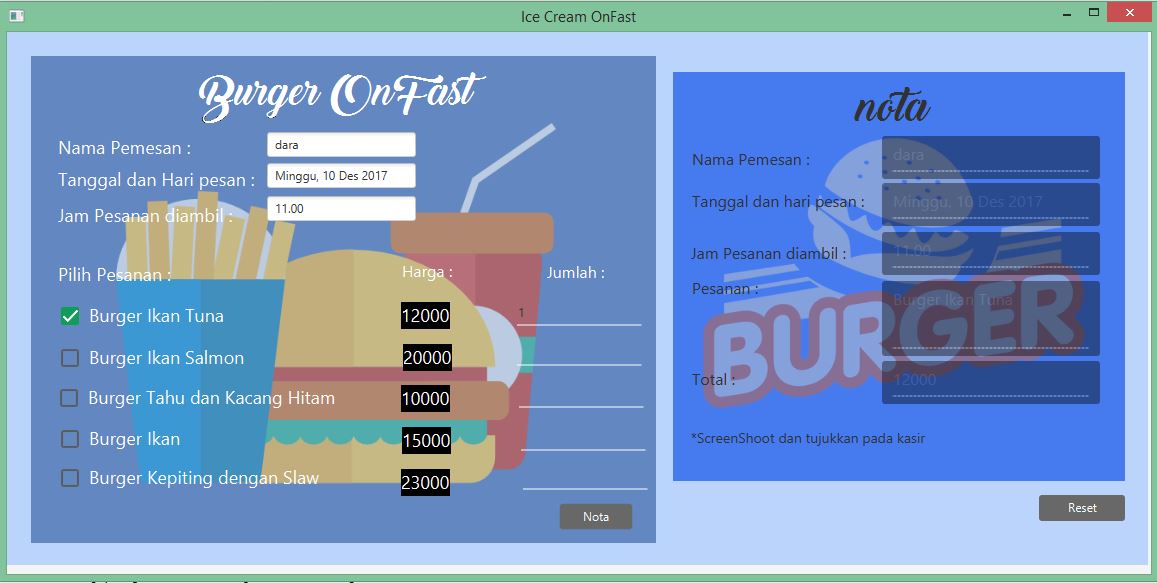 Ice Cream OnFast
Burger OnFast
Nama Pemesan : dara
Tanggal dan Hari pesan : Minggu, 10 Des 2017
Jam Pesanan diambil : 11.00
Pilih Pesanan : Harga : Jumlah :
Burger Ikan Tuna 12000 1
Burger Ikan Salmon 20000
Burger Tahu dan Kacang Hitam 10000
Burger Ikan 15000
Burger Kepiting dengan Slaw 23000
Nota
nota
Nama Pemesan : dara
Tanggal dan hari pesan : Minggu, 10 Des 2017
Jam Pesanan diambil : 11.00
Pesanan : Burger Ikan Tuna
BURGER
Total : 12000
*ScreenShoot dan tujukkan pada kasir
Reset